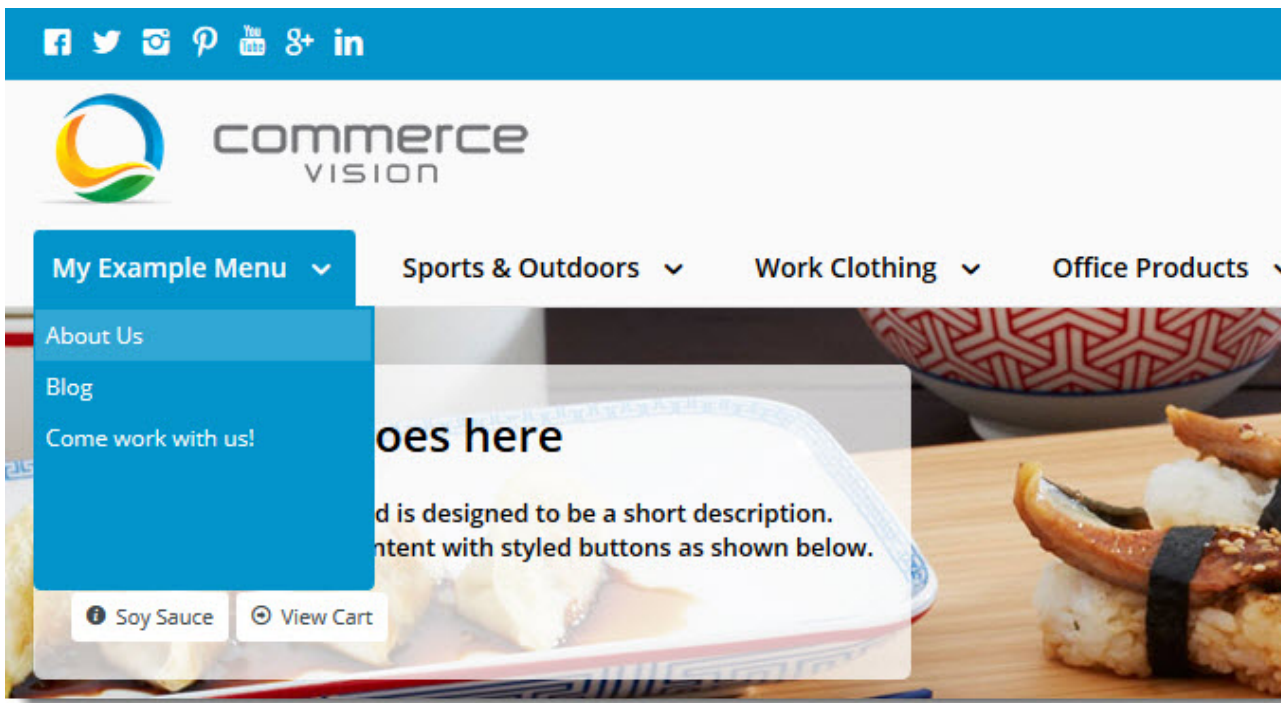 commerce
VISION
My Example Menu Sports & Outdoors Work Clothing Office Products
About Us
Blog
Come work with us!
oes here
d is designed to be a short description.
ntent with styled buttons as shown below.
Soy Sauce View Cart